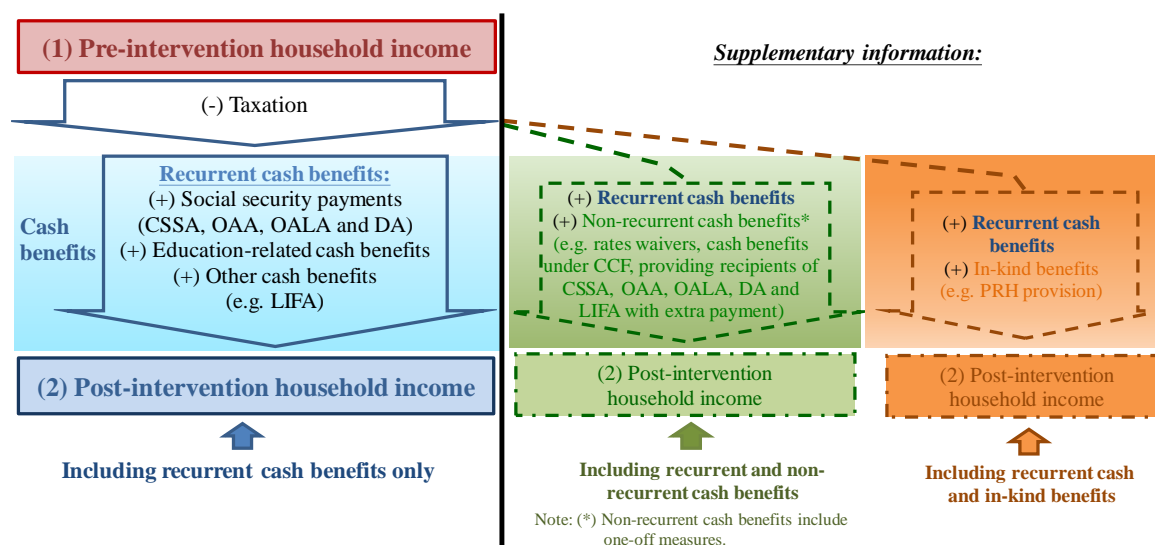 (1) Pre-intervention household income
(-) Taxation
Cash
benefits
Recurrent cash benefits:
(+) Social security payments
(CSSA, OAA, OALA and DA)
(+) Education-related cash benefits
(+) Other cash benefits
(e.g. LIFA)
(2) Post-intervention household income
Including recurrent cash benefits only
Supplementary information:
(+) Recurrent cash benefits
(+) Non-recurrent cash benefits*
(e.g. rates waivers, cash benefits
under CCF, providing recipients of
CSSA, OAA, OALA, DA and
LIFA with extra payment)
(2) Post-intervention
household income
Including recurrent and non-
recurrent cash benefits
Note: (*) Non-recurrent cash benefits include
one-off measures.
(+) Recurrent cash
benefits
(+) In-kind benefits
(e.g. PRH provision)
(2) Post-intervention
household income
Including recurrent cash
and in-kind benefits